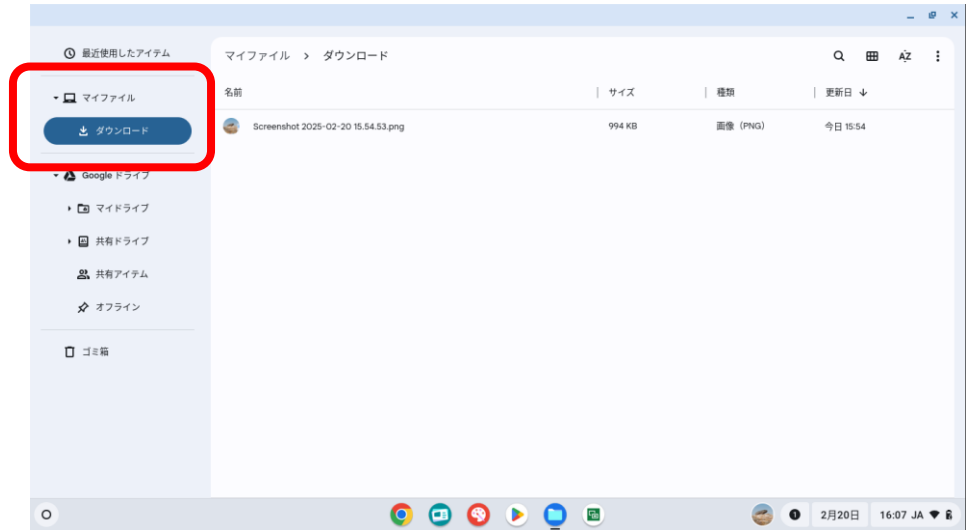 最近使用したアイテム
マイファイル
ダウンロード
Google ドライブ
マイドライブ
共有ドライブ
共有アイテム
オフライン
ゴミ箱
マイファイル > ダウンロード
AZ
名前 サイズ 種類 更新日
Screenshot 2025-02-20 15.54.53.png 994 KB 画像 (PNG) 今日 15:54
1 2月20日 16:07 JA